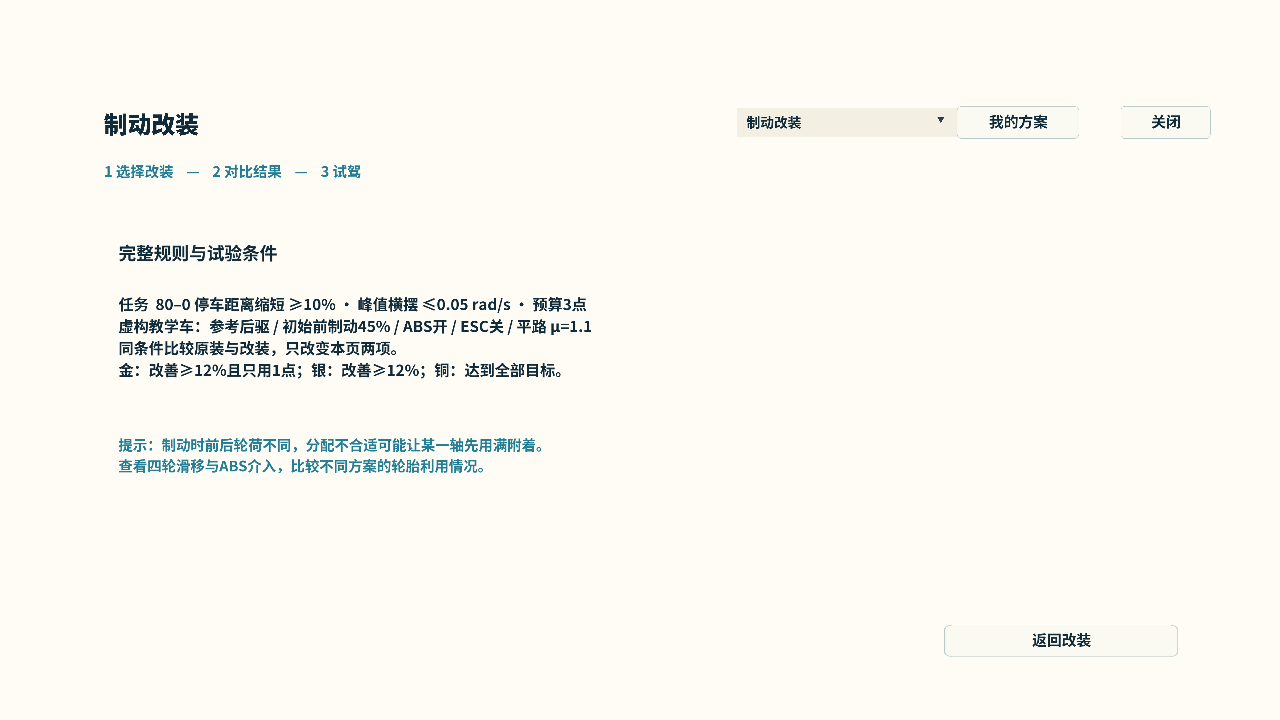 制动改装
制动改装
我的方案
关闭
1 选择改装 — 2 对比结果 — 3 试驾
完整规则与试验条件
任务 80–0 停车距离缩短 ≥10% · 峰值横摆 ≤0.05 rad/s · 预算3点
虚构教学车：参考后驱 / 初始前制动45% / ABS开 / ESC关 / 平路 μ=1.1
同条件比较原装与改装，只改变本页两项。
金：改善≥12%且只用1点；银：改善≥12%；铜：达到全部目标。
提示：制动时前后轮荷不同，分配不合适可能让某一轴先用满附着。
查看四轮滑移与ABS介入，比较不同方案的轮胎利用情况。
返回改装